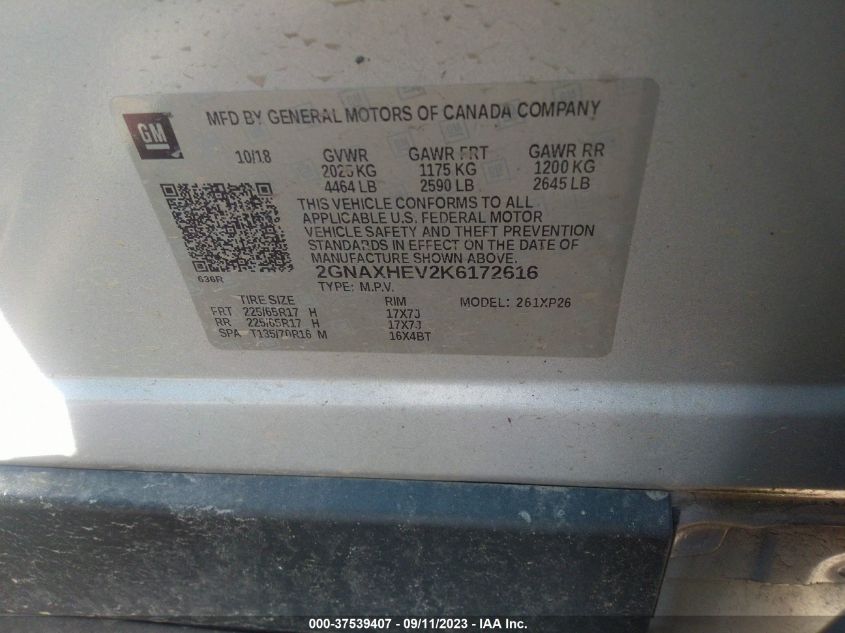 GM
MFD BY GENERAL MOTORS OF CANADA COMPANY
10/18 GVWR GAWR FRT GAWR RR
2025 KG 1175 KG 1200 KG
4464 LB 2590 LB 2645 LB
THIS VEHICLE CONFORMS TO ALL
APPLICABLE U.S. FEDERAL MOTOR
VEHICLE SAFETY AND THEFT PREVENTION
STANDARDS IN EFFECT ON THE DATE OF
MANUFACTURE SHOWN ABOVE.
636R 2GNAXHEV2K6172616
TYPE: M.P.V.
TIRE SIZE RIM MODEL: 261XP26
FRT 225/65R17 H 17X7J
RR 225/65R17 H 17X7J
SPA T135/70R16 M 16X4BT
000-37539407 - 09/11/2023 - IAA Inc.